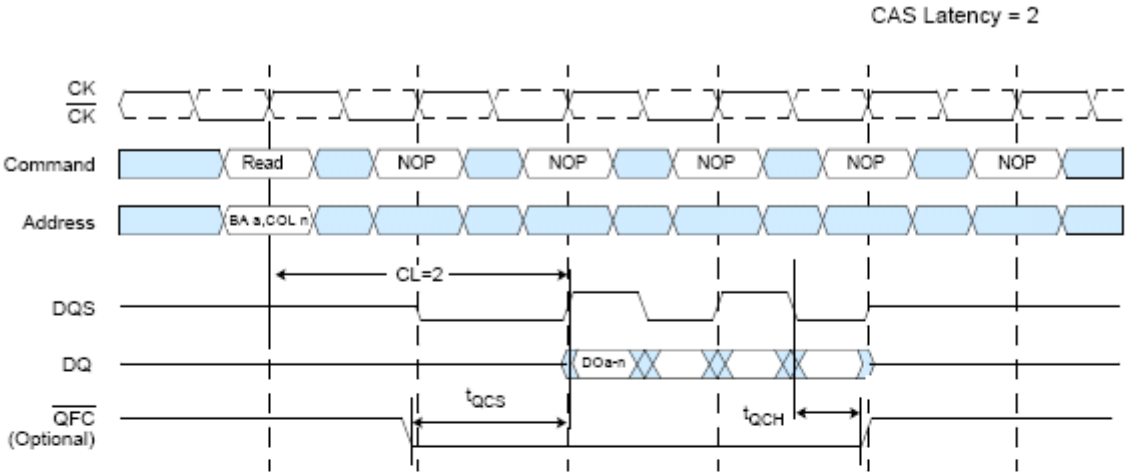 CAS Latency = 2
CK
CK
Command Read NOP NOP NOP NOP NOP
Address BA a,COL n
CL=2
DQS
DQ DOa-n
tQCS
tQCH
QFC
(Optional)